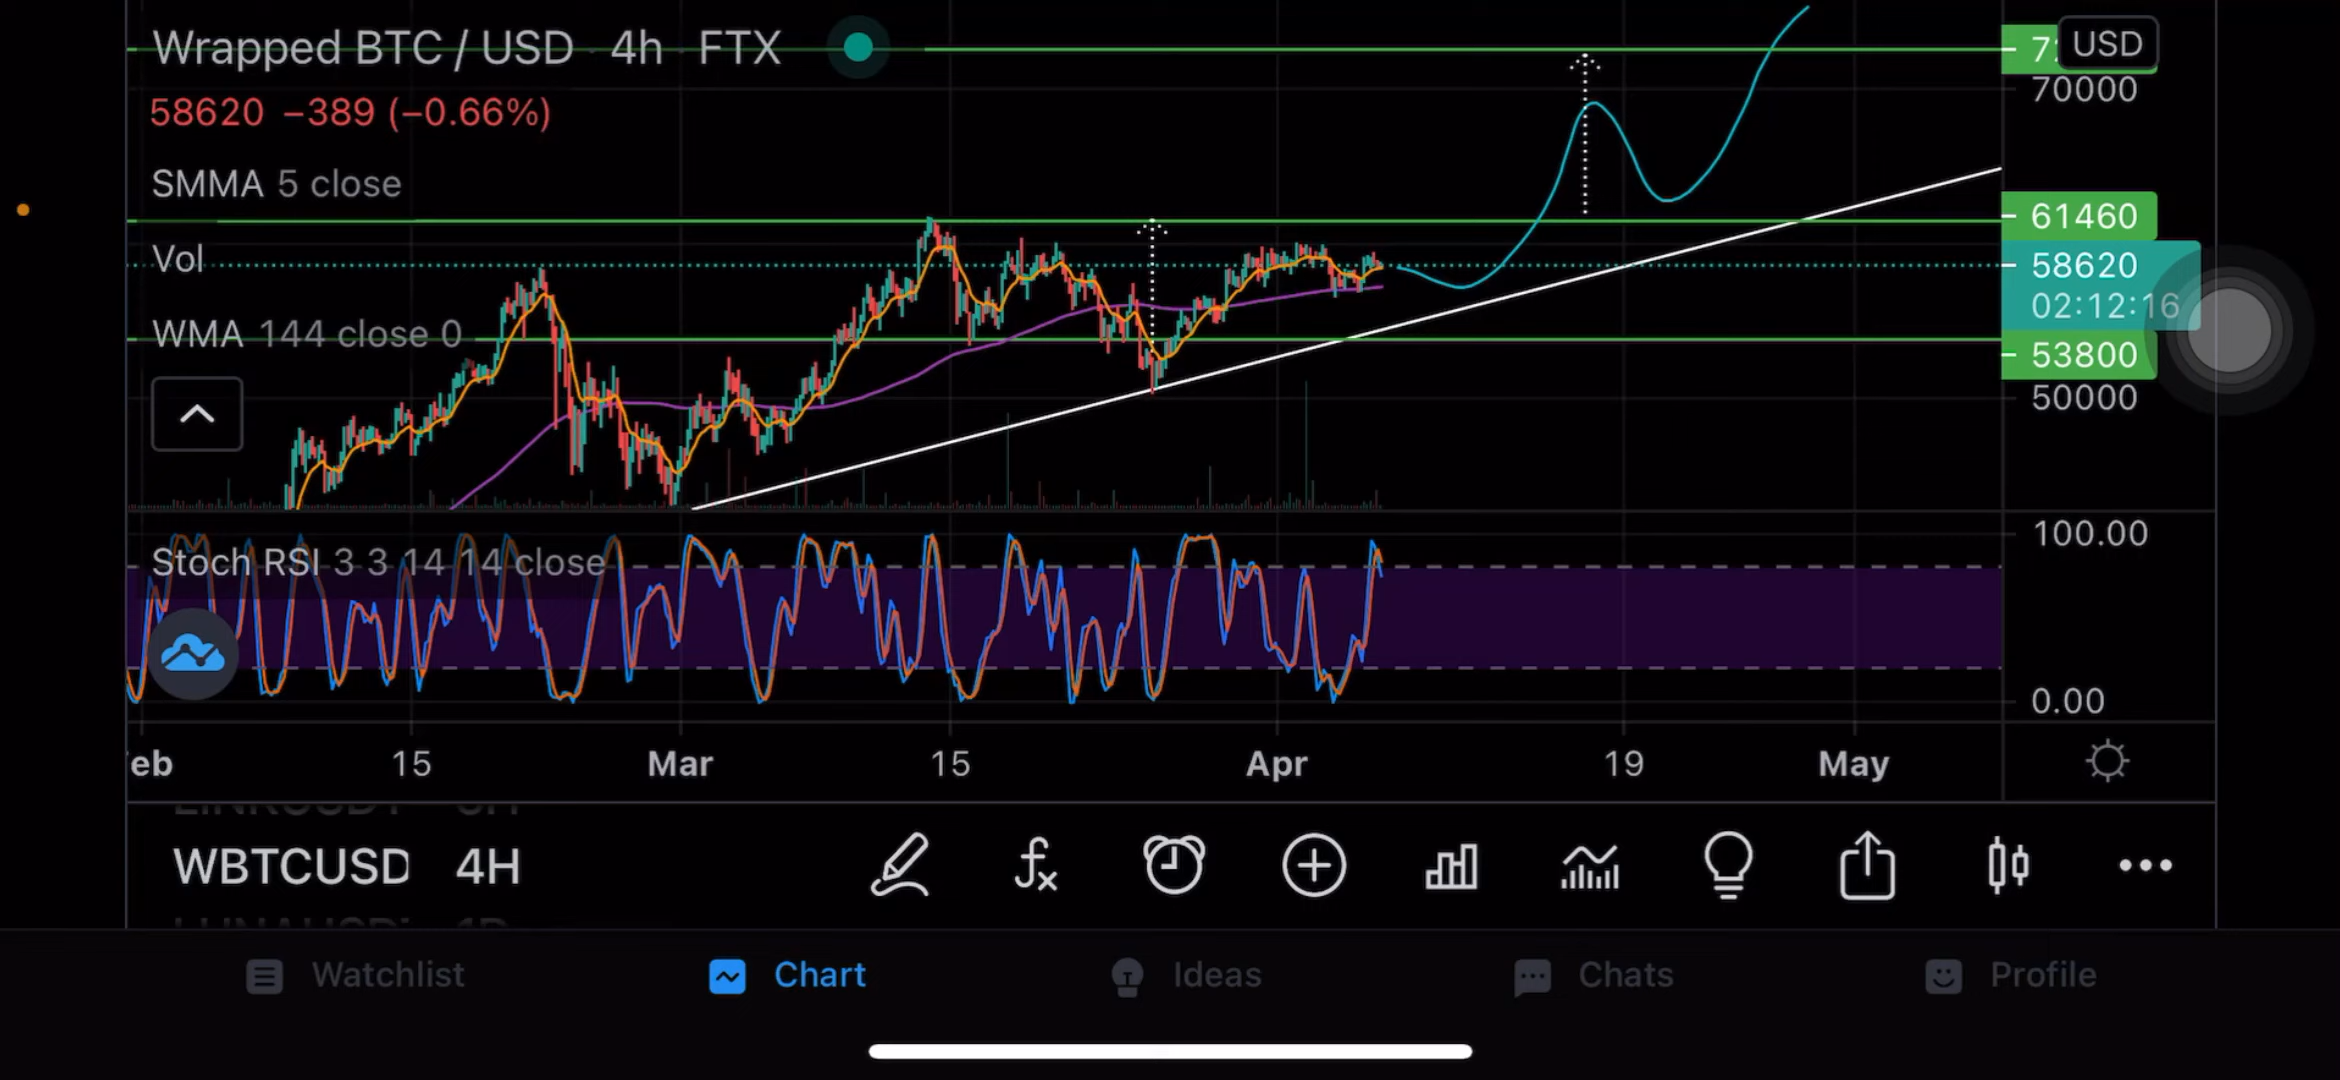 Wrapped BTC / USD · 4h · FTX
USD
70000
58620 −389 (−0.66%)
SMMA 5 close
61460
Vol
58620
02:12:16
WMA 144 close 0
53800
50000
100.00
Stoch RSI 3 3 14 14 close
0.00
eb 15 Mar 15 Apr 19 May
WBTCUSD 4H
Watchlist Chart Ideas Chats Profile